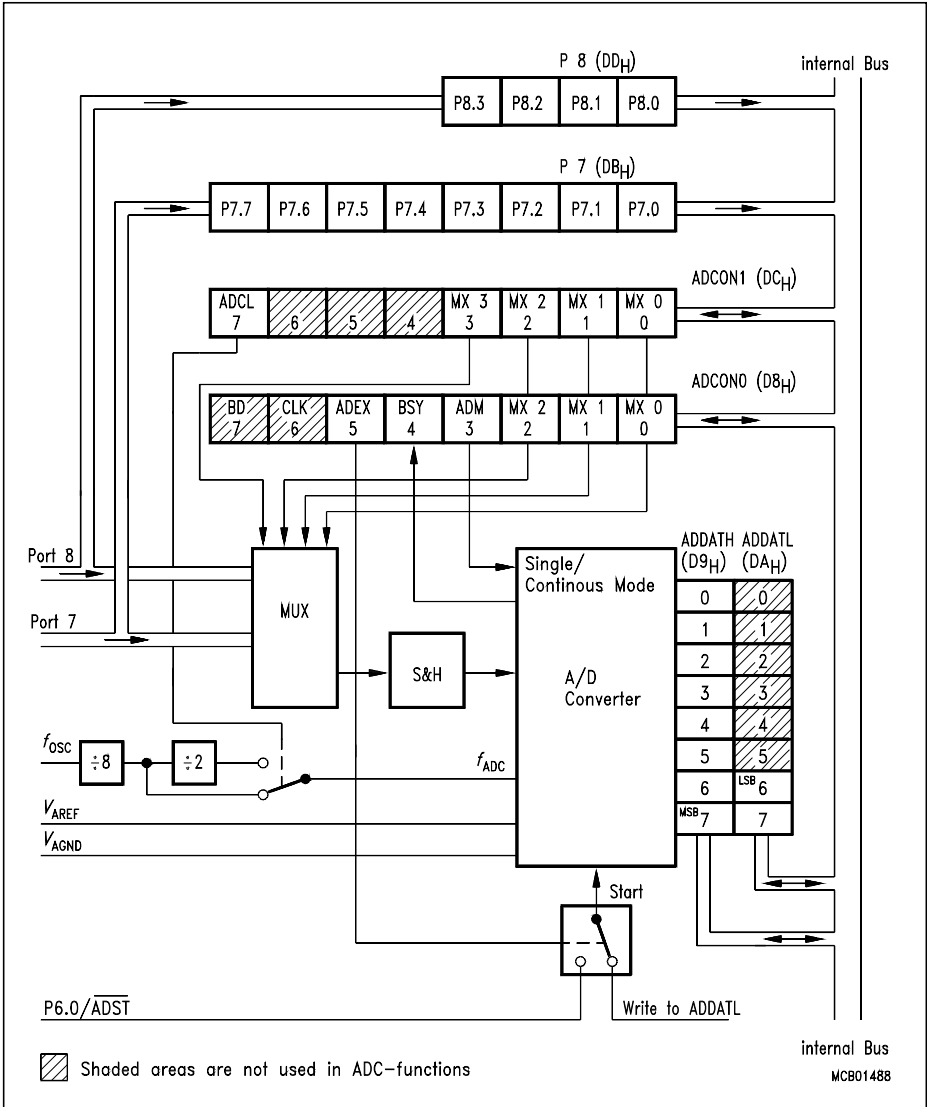 P 8 (DDH)
internal Bus
P8.3 P8.2 P8.1 P8.0
P 7 (DBH)
P7.7 P7.6 P7.5 P7.4 P7.3 P7.2 P7.1 P7.0
ADCON1 (DCH)
ADCL MX 3 MX 2 MX 1 MX 0
7 6 5 4 3 2 1 0
ADCON0 (D8H)
BD CLK ADEX BSY ADM MX 2 MX 1 MX 0
7 6 5 4 3 2 1 0
Port 8
Port 7
MUX
S&H
Single/
Continous Mode
A/D
Converter
ADDATH ADDATL
(D9H) (DAH)
0 0
1 1
2 2
3 3
4 4
5 5
6 LSB 6
MSB 7 7
fOSC
÷8
÷2
fADC
VAREF
VAGND
Start
P6.0/ADST
Write to ADDATL
internal Bus
Shaded areas are not used in ADC-functions
MCB01488